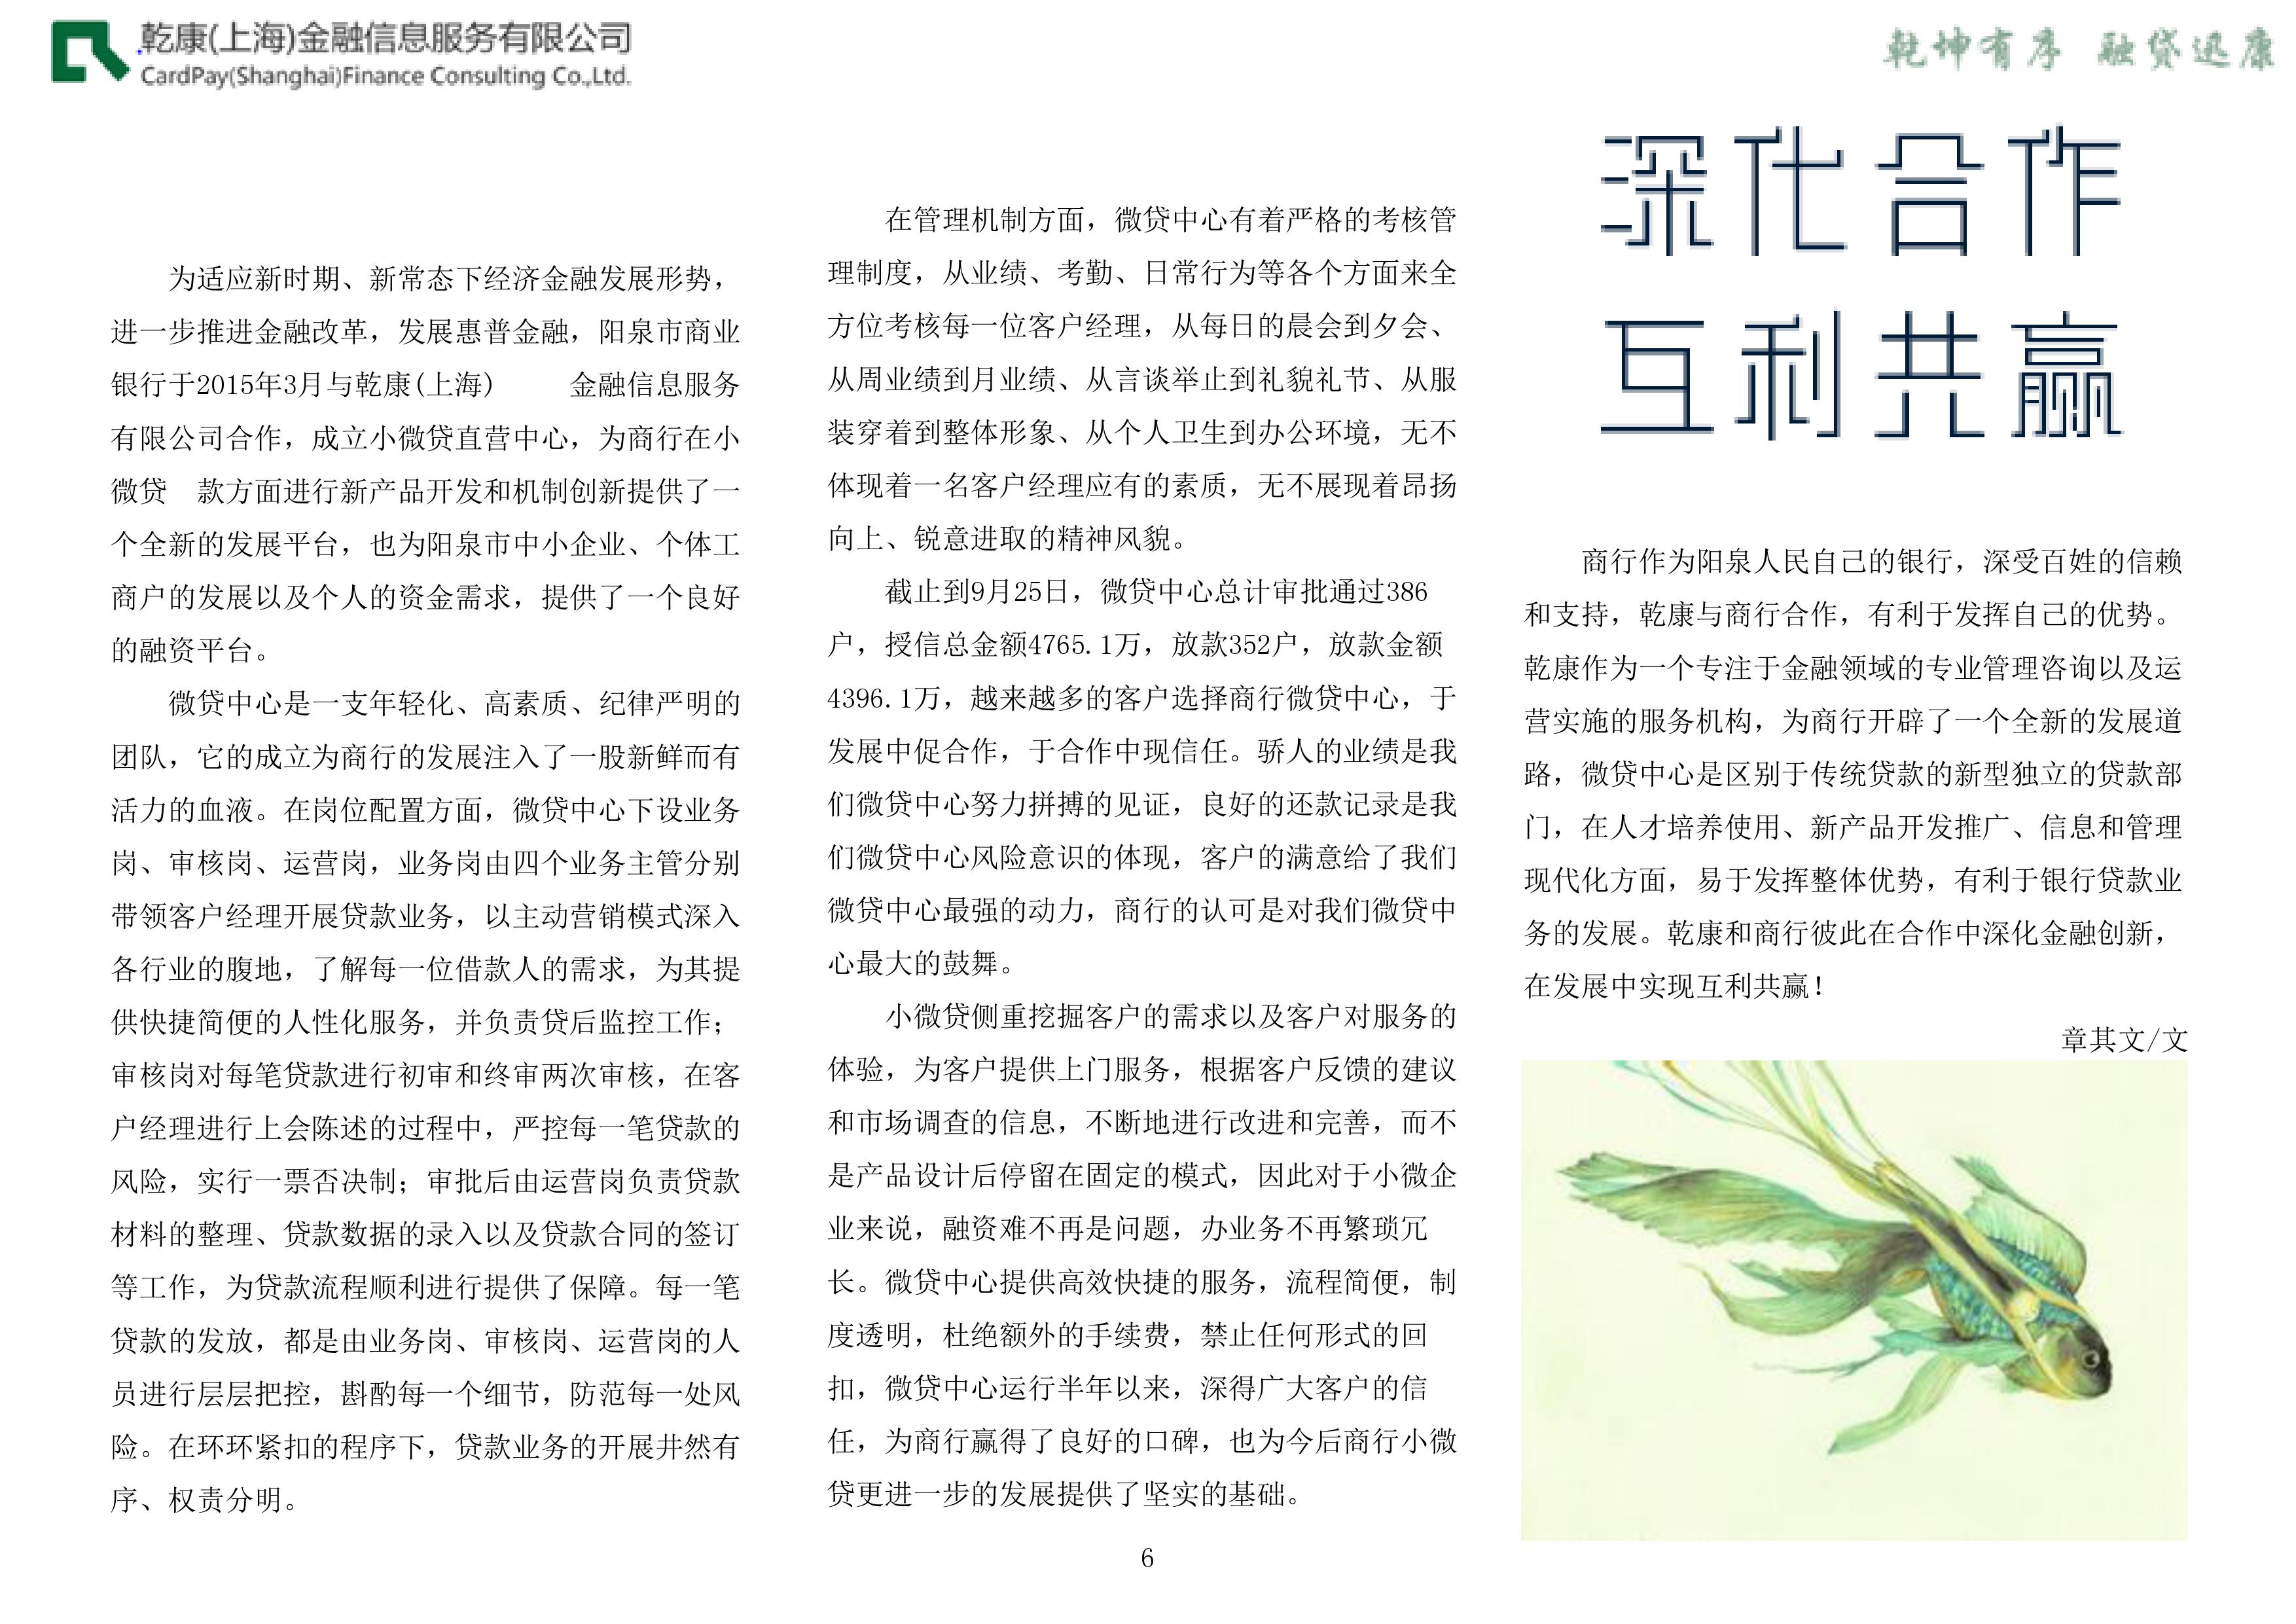 乾康(上海)金融信息服务有限公司
CardPay(Shanghai)Finance Consulting Co.,Ltd.
乾坤有序 融贷迅康
深化合作
互利共赢
为适应新时期、新常态下经济金融发展形势，
进一步推进金融改革，发展惠普金融，阳泉市商业
银行于2015年3月与乾康(上海) 金融信息服务
有限公司合作，成立小微贷直营中心，为商行在小
微贷 款方面进行新产品开发和机制创新提供了一
个全新的发展平台，也为阳泉市中小企业、个体工
商户的发展以及个人的资金需求，提供了一个良好
的融资平台。
微贷中心是一支年轻化、高素质、纪律严明的
团队，它的成立为商行的发展注入了一股新鲜而有
活力的血液。在岗位配置方面，微贷中心下设业务
岗、审核岗、运营岗，业务岗由四个业务主管分别
带领客户经理开展贷款业务，以主动营销模式深入
各行业的腹地，了解每一位借款人的需求，为其提
供快捷简便的人性化服务，并负责贷后监控工作；
审核岗对每笔贷款进行初审和终审两次审核，在客
户经理进行上会陈述的过程中，严控每一笔贷款的
风险，实行一票否决制；审批后由运营岗负责贷款
材料的整理、贷款数据的录入以及贷款合同的签订
等工作，为贷款流程顺利进行提供了保障。每一笔
贷款的发放，都是由业务岗、审核岗、运营岗的人
员进行层层把控，斟酌每一个细节，防范每一处风
险。在环环紧扣的程序下，贷款业务的开展井然有
序、权责分明。
在管理机制方面，微贷中心有着严格的考核管
理制度，从业绩、考勤、日常行为等各个方面来全
方位考核每一位客户经理，从每日的晨会到夕会、
从周业绩到月业绩、从言谈举止到礼貌礼节、从服
装穿着到整体形象、从个人卫生到办公环境，无不
体现着一名客户经理应有的素质，无不展现着昂扬
向上、锐意进取的精神风貌。
截止到9月25日，微贷中心总计审批通过386
户，授信总金额4765.1万，放款352户，放款金额
4396.1万，越来越多的客户选择商行微贷中心，于
发展中促合作，于合作中现信任。骄人的业绩是我
们微贷中心努力拼搏的见证，良好的还款记录是我
们微贷中心风险意识的体现，客户的满意给了我们
微贷中心最强的动力，商行的认可是对我们微贷中
心最大的鼓舞。
小微贷侧重挖掘客户的需求以及客户对服务的
体验，为客户提供上门服务，根据客户反馈的建议
和市场调查的信息，不断地进行改进和完善，而不
是产品设计后停留在固定的模式，因此对于小微企
业来说，融资难不再是问题，办业务不再繁琐冗
长。微贷中心提供高效快捷的服务，流程简便，制
度透明，杜绝额外的手续费，禁止任何形式的回
扣，微贷中心运行半年以来，深得广大客户的信
任，为商行赢得了良好的口碑，也为今后商行小微
贷更进一步的发展提供了坚实的基础。
商行作为阳泉人民自己的银行，深受百姓的信赖
和支持，乾康与商行合作，有利于发挥自己的优势。
乾康作为一个专注于金融领域的专业管理咨询以及运
营实施的服务机构，为商行开辟了一个全新的发展道
路，微贷中心是区别于传统贷款的新型独立的贷款部
门，在人才培养使用、新产品开发推广、信息和管理
现代化方面，易于发挥整体优势，有利于银行贷款业
务的发展。乾康和商行彼此在合作中深化金融创新，
在发展中实现互利共赢！
章其文/文
6